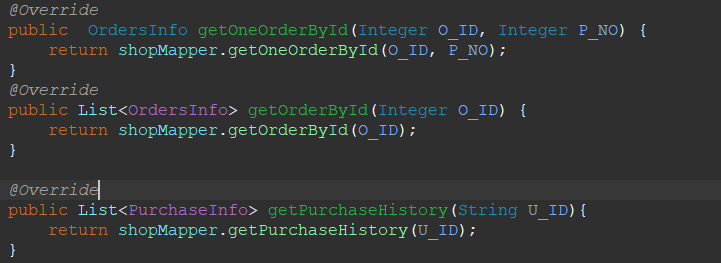 @Override
public  OrdersInfo getOneOrderById(Integer O_ID, Integer P_NO) {
    return shopMapper.getOneOrderById(O_ID, P_NO);
}
@Override
public List<OrdersInfo> getOrderById(Integer O_ID) {
    return shopMapper.getOrderById(O_ID);
}

@Override
public List<PurchaseInfo> getPurchaseHistory(String U_ID){
    return shopMapper.getPurchaseHistory(U_ID);
}